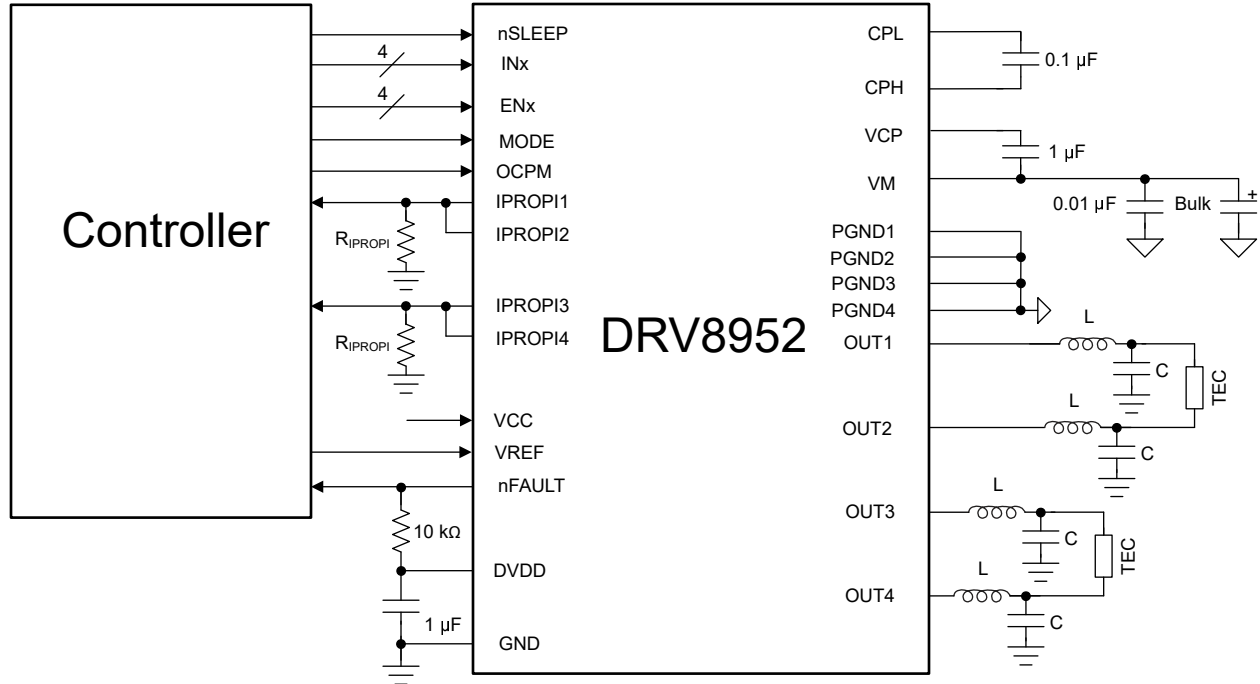 Controller
4
4
R_IPROPI
R_IPROPI
10 kΩ
1 µF
nSLEEP
INx
ENx
MODE
OCPM
IPROPI1
IPROPI2
IPROPI3
IPROPI4
VCC
VREF
nFAULT
DVDD
GND
DRV8952
CPL
CPH
VCP
VM
PGND1
PGND2
PGND3
PGND4
OUT1
OUT2
OUT3
OUT4
0.1 µF
1 µF
0.01 µF
Bulk
+
L
C
TEC
L
C
L
C
TEC
L
C